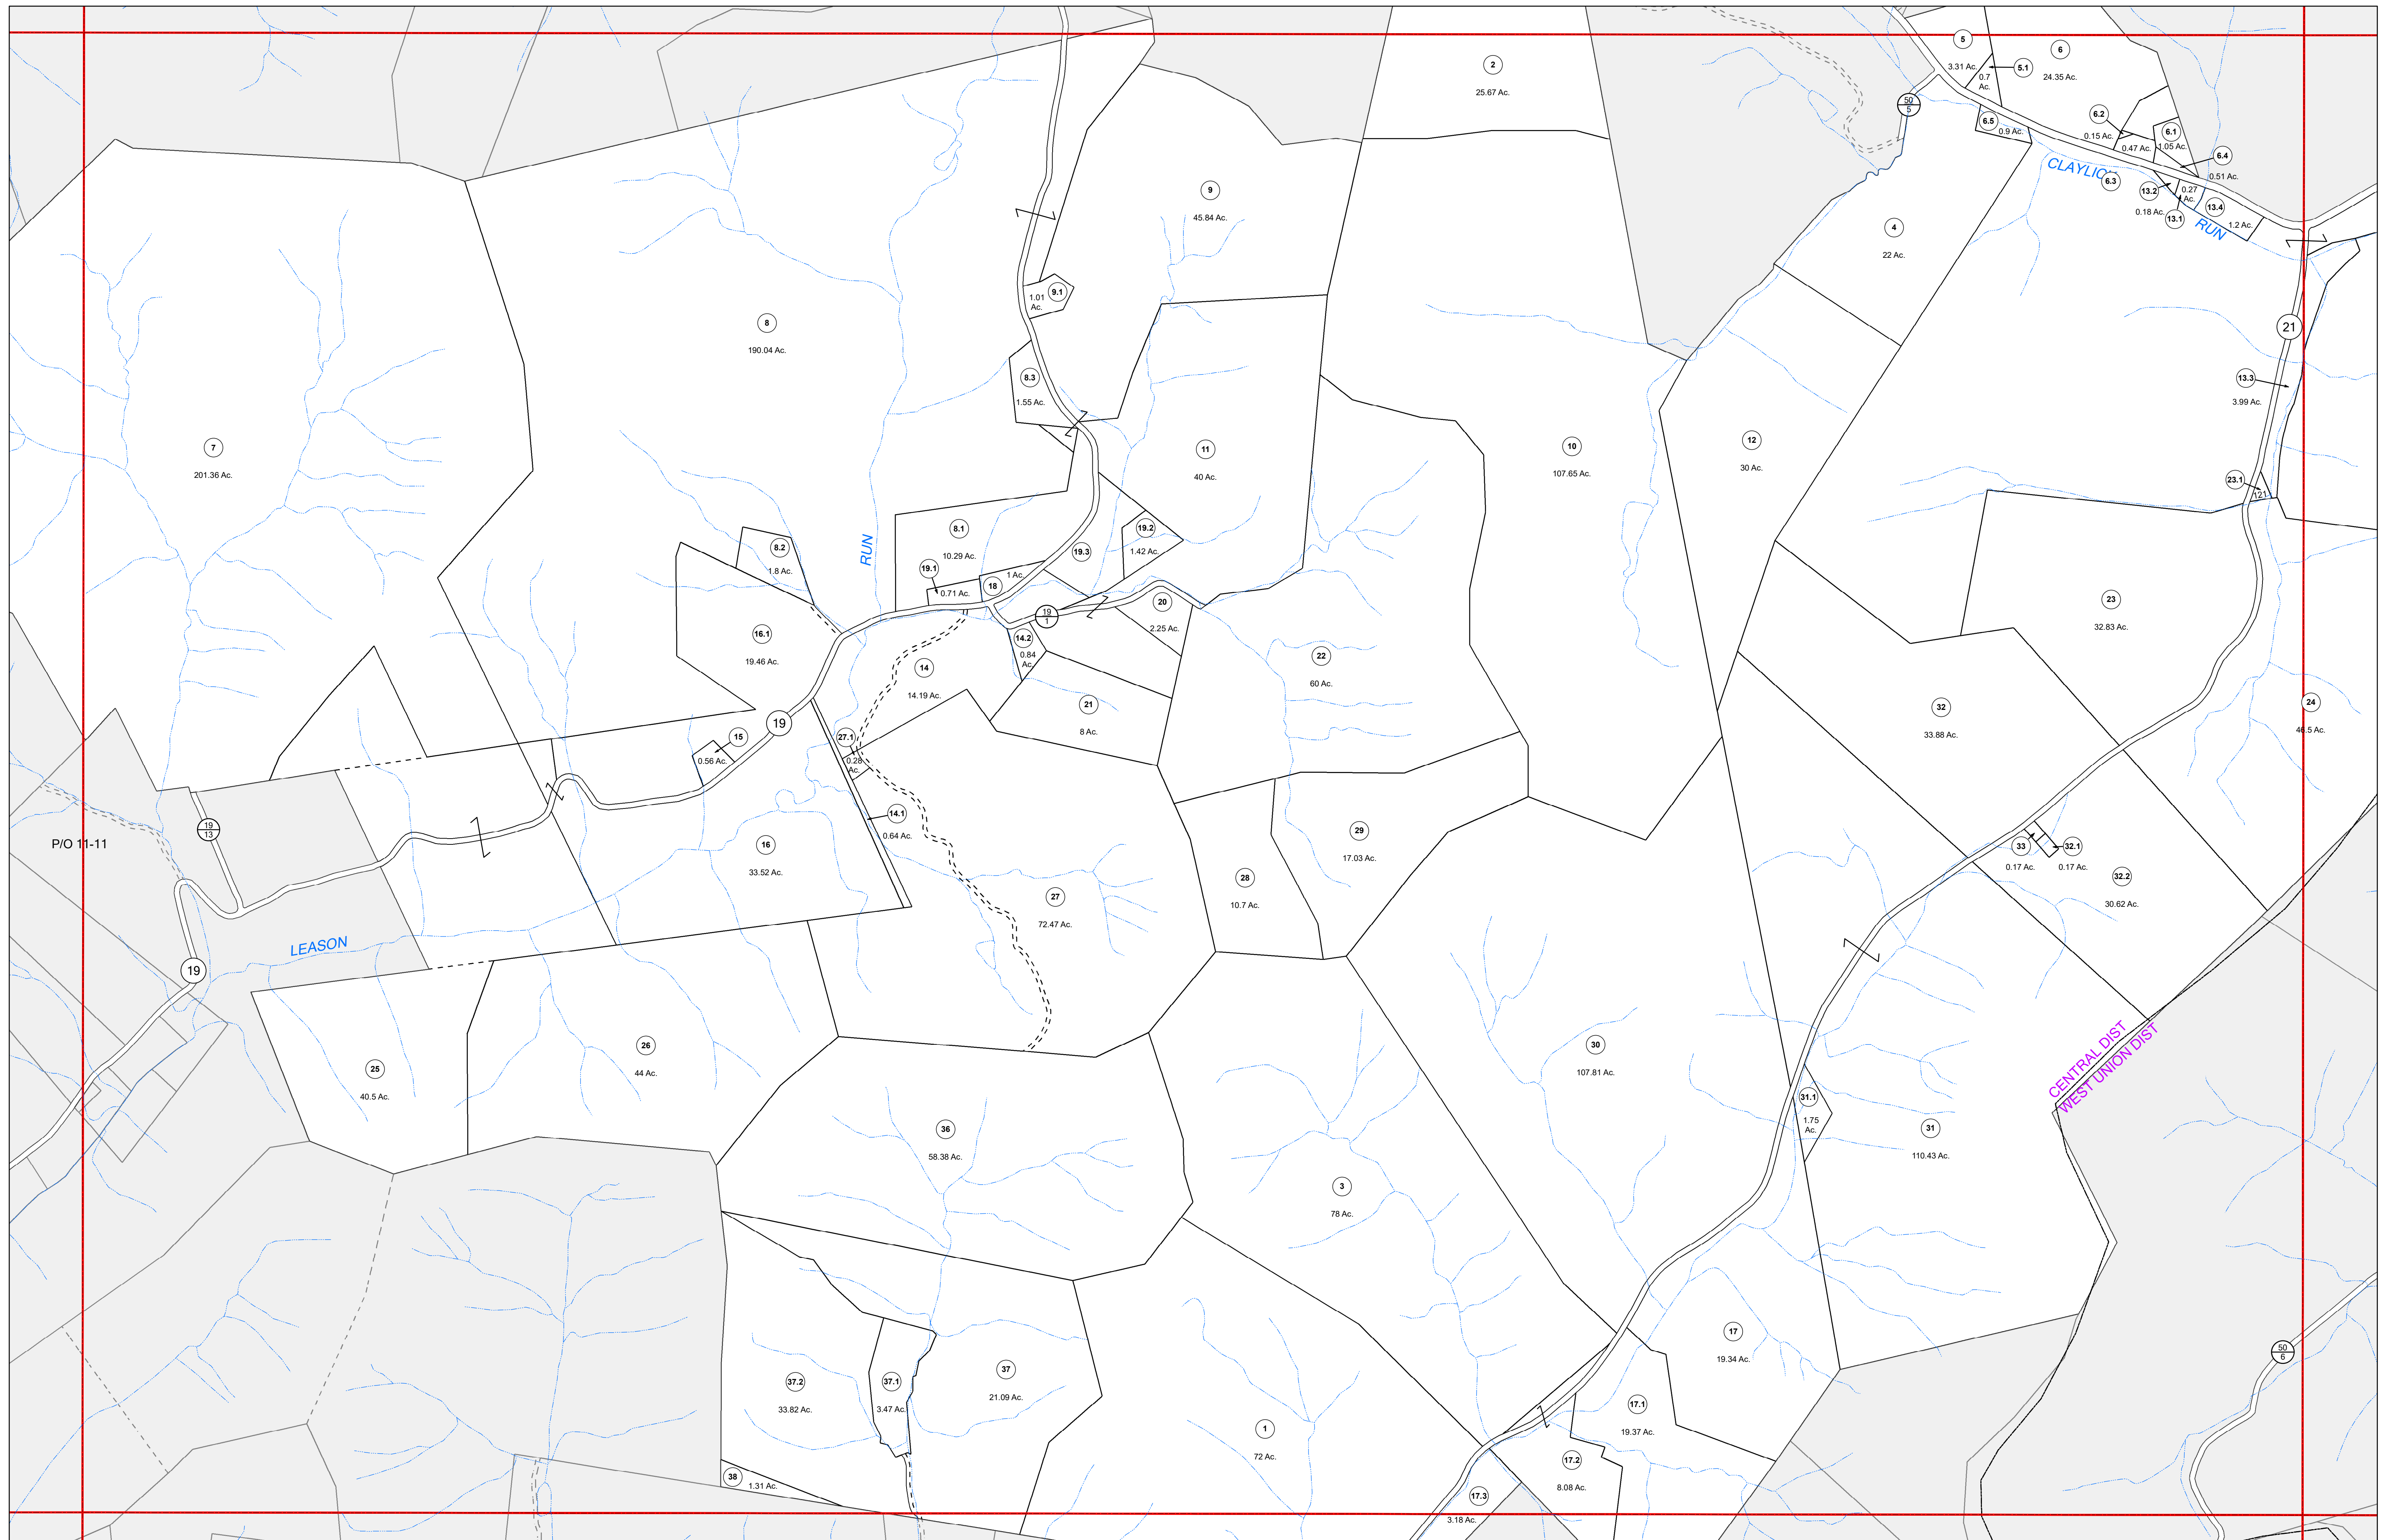 2
25.67 Ac.
5
3.31 Ac.
0.7
Ac.
5.1
6
24.35 Ac.
50
5
6.5
0.9 Ac.
6.2
0.15 Ac.
0.47 Ac.
6.1
1.05 Ac.
6.4
0.51 Ac.
6.3
13.2
0.18 Ac.
0.27
Ac.
13.1
13.4
1.2 Ac.
RUN
9
45.84 Ac.
4
22 Ac.
9.1
1.01
Ac.
8
190.04 Ac.
21
8.3
1.55 Ac.
13.3
3.99 Ac.
7
201.36 Ac.
11
40 Ac.
10
107.65 Ac.
12
30 Ac.
23.1
121
8.1
10.29 Ac.
8.2
1.8 Ac.
RUN
19.2
1.42 Ac.
19.3
19.1
0.71 Ac.
18
1 Ac.
19
1
20
2.25 Ac.
23
32.83 Ac.
16.1
19.46 Ac.
14.2
0.84
Ac.
14
14.19 Ac.
22
60 Ac.
21
8 Ac.
32
33.88 Ac.
24
46.5 Ac.
19
15
0.56 Ac.
27.1
0.28
Ac.
14.1
0.64 Ac.
19
13
P/O 11-11
16
33.52 Ac.
29
17.03 Ac.
28
10.7 Ac.
27
72.47 Ac.
33
0.17 Ac.
32.1
0.17 Ac.
32.2
30.62 Ac.
LEASON
19
26
44 Ac.
25
40.5 Ac.
30
107.81 Ac.
CENTRAL DIST
WEST UNION DIST
31.1
1.75
Ac.
31
110.43 Ac.
36
58.38 Ac.
3
78 Ac.
17
19.34 Ac.
50
6
37.2
33.82 Ac.
37.1
3.47 Ac.
37
21.09 Ac.
1
72 Ac.
17.1
19.37 Ac.
17.2
8.08 Ac.
38
1.31 Ac.
17.3
3.18 Ac.